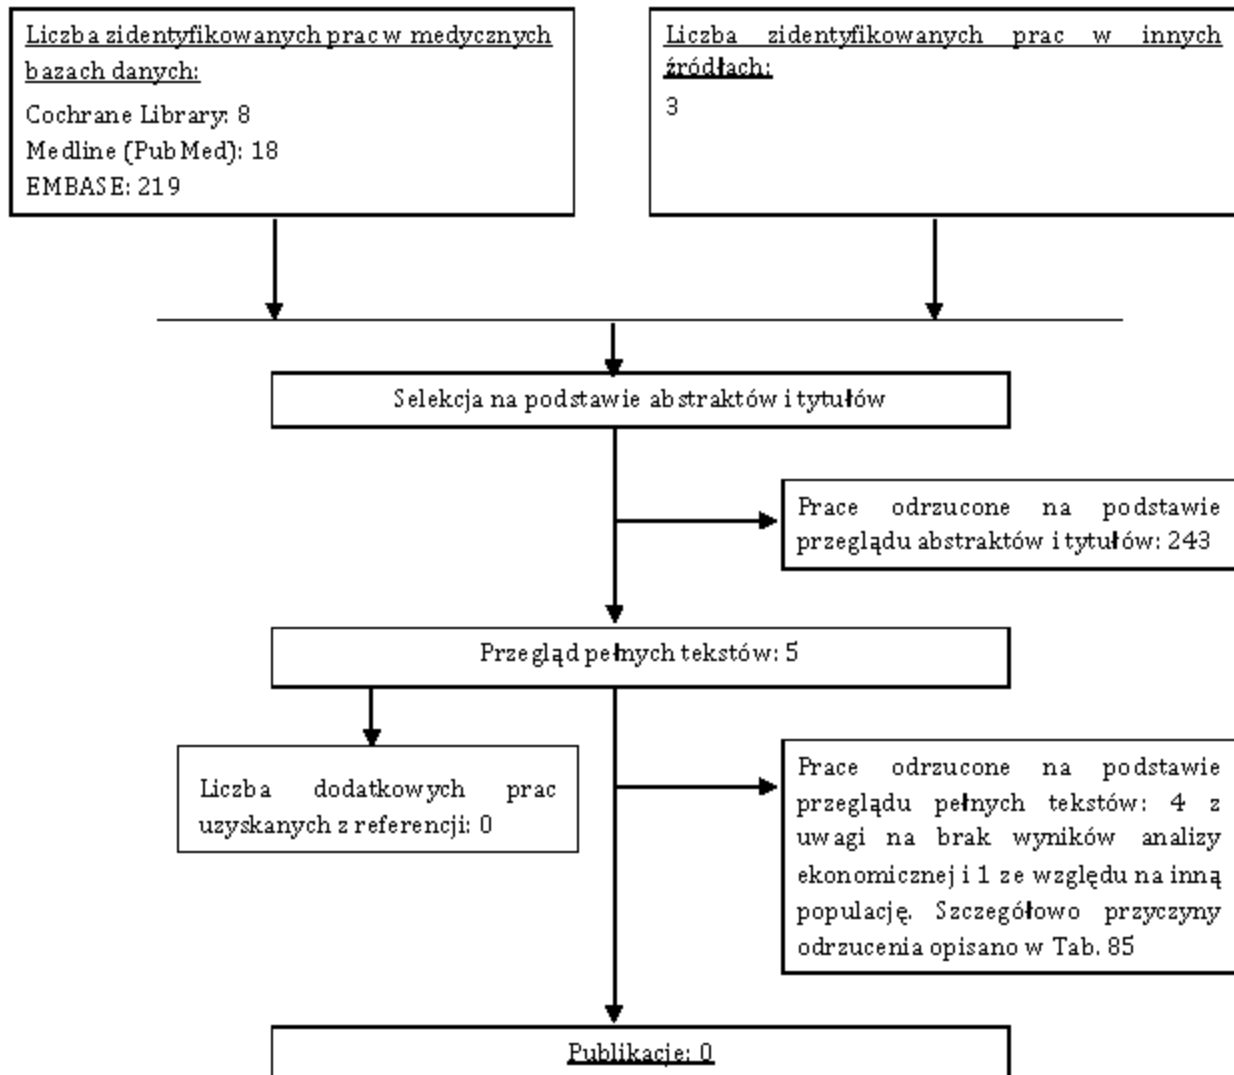 Liczba zidentyfikowanych prac w medycznych
bazach danych:
Cochrane Library: 8
Medline (PubMed): 18
EMBASE: 219
Liczba zidentyfikowanych prac w innych
źródłach:
3
Selekcja na podstawie abstraktów i tytułów
Prace odrzucone na podstawie
przeglądu abstraktów i tytułów: 243
Przegląd pełnych tekstów: 5
Liczba dodatkowych prac
uzyskanych z referencji: 0
Prace odrzucone na podstawie
przeglądu pełnych tekstów: 4 z
uwagi na brak wyników analizy
ekonomicznej i 1 ze względu na inną
populację. Szczegółowo przyczyny
odrzucenia opisano w Tab. 85
Publikacje: 0